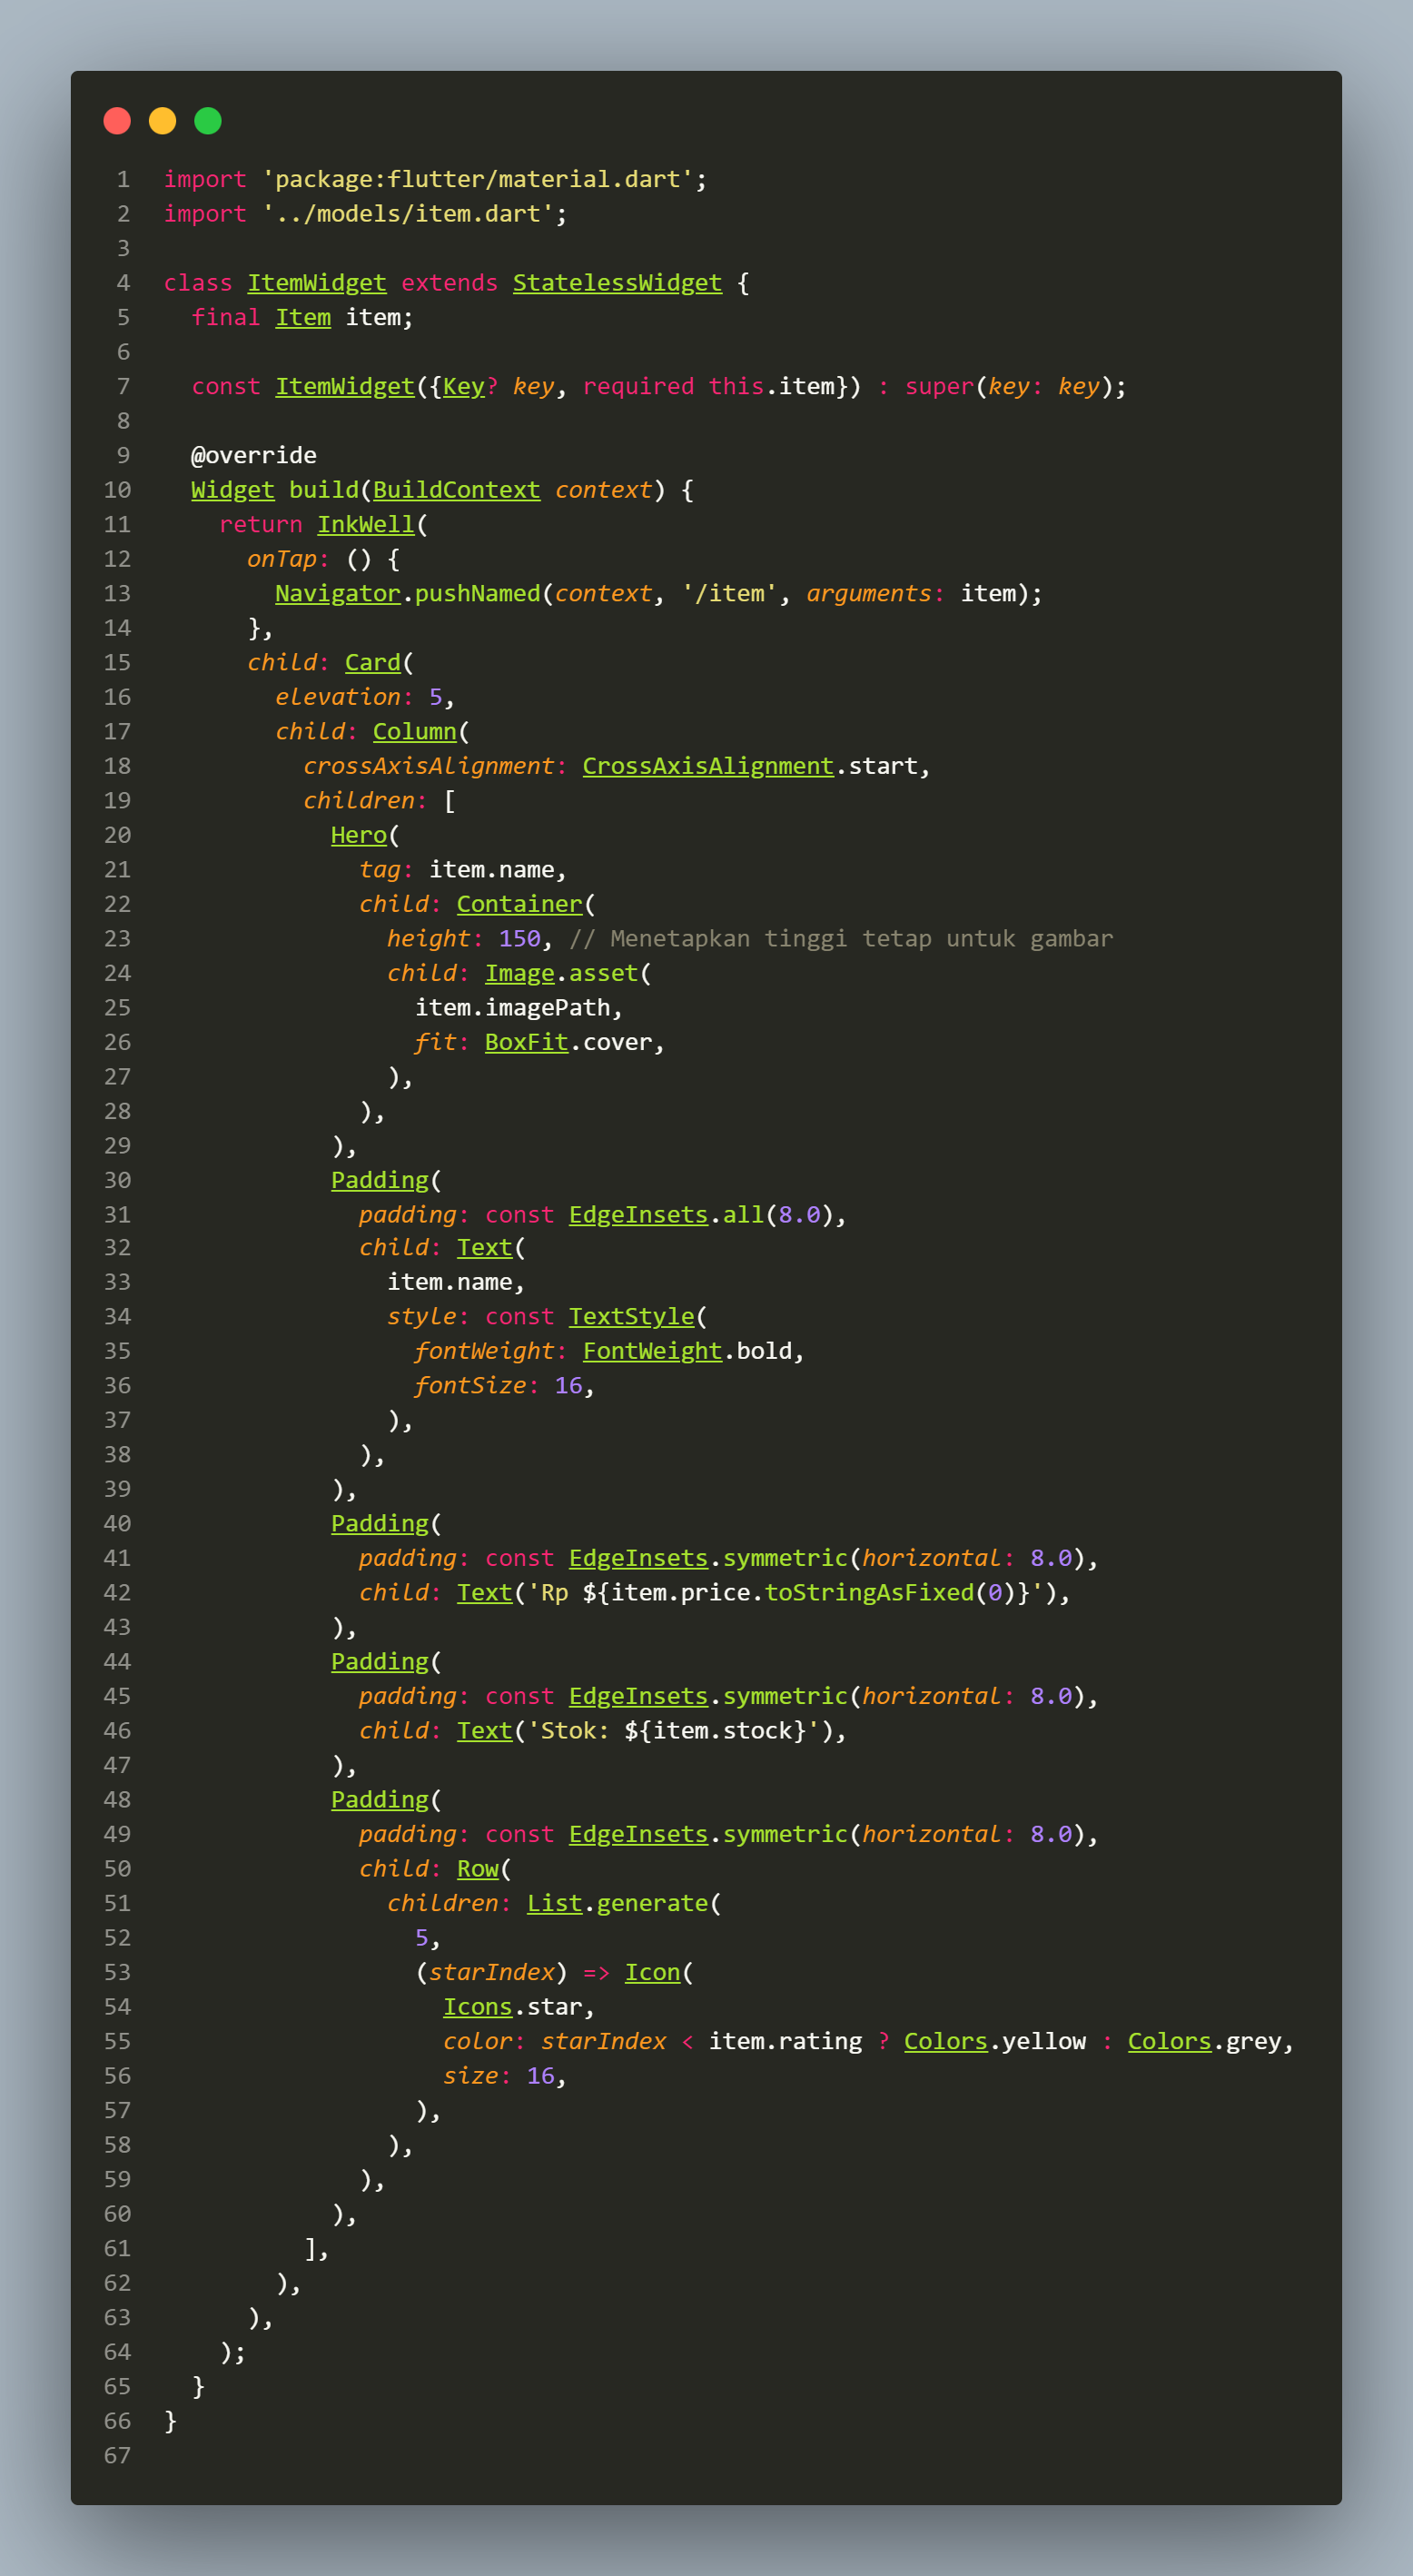 1 import 'package:flutter/material.dart';
2 import '../models/item.dart';
3
4 class ItemWidget extends StatelessWidget {
5   final Item item;
6
7   const ItemWidget({Key? key, required this.item}) : super(key: key);
8
9   @override
10   Widget build(BuildContext context) {
11     return InkWell(
12       onTap: () {
13         Navigator.pushNamed(context, '/item', arguments: item);
14       },
15       child: Card(
16         elevation: 5,
17         child: Column(
18           crossAxisAlignment: CrossAxisAlignment.start,
19           children: [
20             Hero(
21               tag: item.name,
22               child: Container(
23                 height: 150, // Menetapkan tinggi tetap untuk gambar
24                 child: Image.asset(
25                   item.imagePath,
26                   fit: BoxFit.cover,
27                 ),
28               ),
29             ),
30             Padding(
31               padding: const EdgeInsets.all(8.0),
32               child: Text(
33                 item.name,
34                 style: const TextStyle(
35                   fontWeight: FontWeight.bold,
36                   fontSize: 16,
37                 ),
38               ),
39             ),
40             Padding(
41               padding: const EdgeInsets.symmetric(horizontal: 8.0),
42               child: Text('Rp ${item.price.toStringAsFixed(0)}'),
43             ),
44             Padding(
45               padding: const EdgeInsets.symmetric(horizontal: 8.0),
46               child: Text('Stok: ${item.stock}'),
47             ),
48             Padding(
49               padding: const EdgeInsets.symmetric(horizontal: 8.0),
50               child: Row(
51                 children: List.generate(
52                   5,
53                   (starIndex) => Icon(
54                     Icons.star,
55                     color: starIndex < item.rating ? Colors.yellow : Colors.grey,
56                     size: 16,
57                   ),
58                 ),
59               ),
60             ),
61           ],
62         ),
63       ),
64     );
65   }
66 }
67